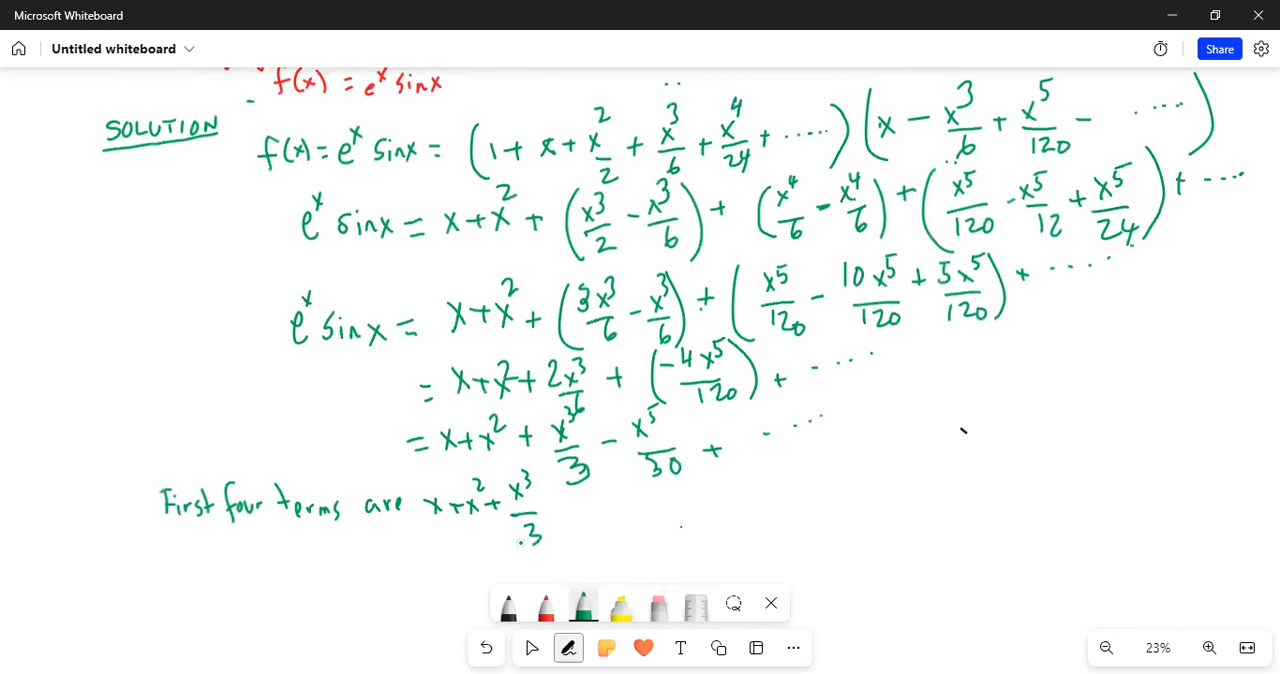 Microsoft Whiteboard
Untitled whiteboard
Share
f(x) = e^x sinx
SOLUTION
f(x) = e^x sinx = (1 + x + x^2/2 + x^3/6 + x^4/24 + ......) (x - x^3/6 + x^5/120 - ......)
e^x sinx = x + x^2 + (x^3/2 - x^3/6) + (x^4/6 - x^4/6) + (x^5/120 - x^5/12 + x^5/24) + ....
e^x sinx = x + x^2 + (3x^3/6 - x^3/6) + (x^5/120 - 10x^5/120 + 5x^5/120) + .....
= x + x^2 + 2x^3/6 + (-4x^5/120) + .....
= x + x^2 + x^3/3 - x^5/30 + .....
First four terms are x + x^2 + x^3/3
23%